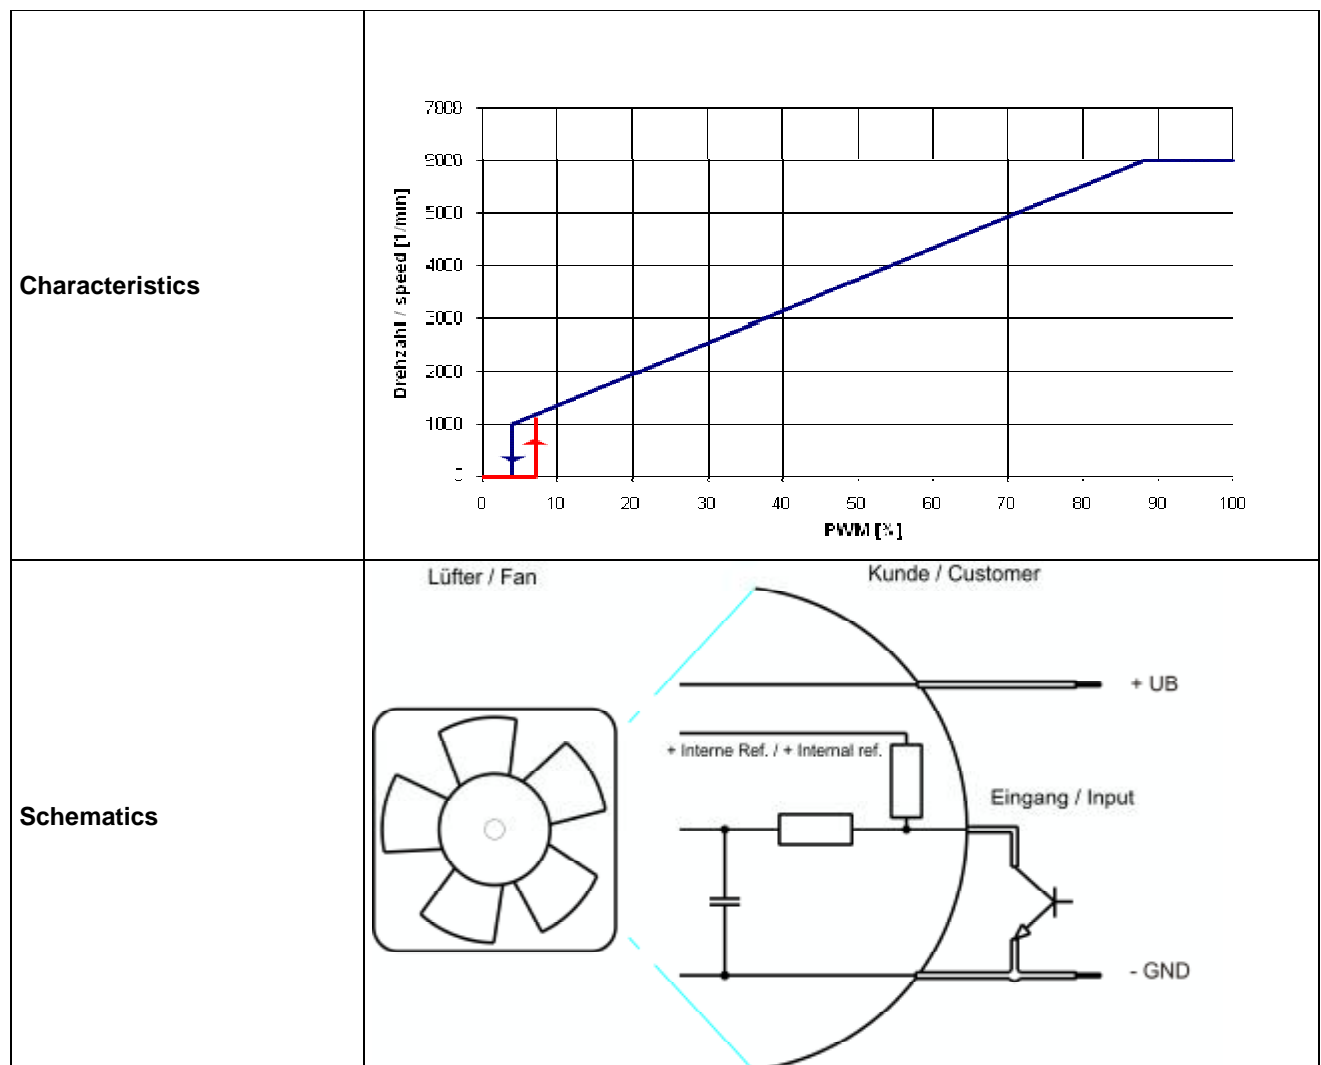 Characteristics
7000
6000
5000
4000
3000
2000
1000
0
Drehzahl / speed [1/min]
0 10 20 30 40 50 60 70 80 90 100
PWM [%]
Schematics
Lüfter / Fan
Kunde / Customer
+ UB
+ Interne Ref. / + Internal ref.
Eingang / Input
- GND